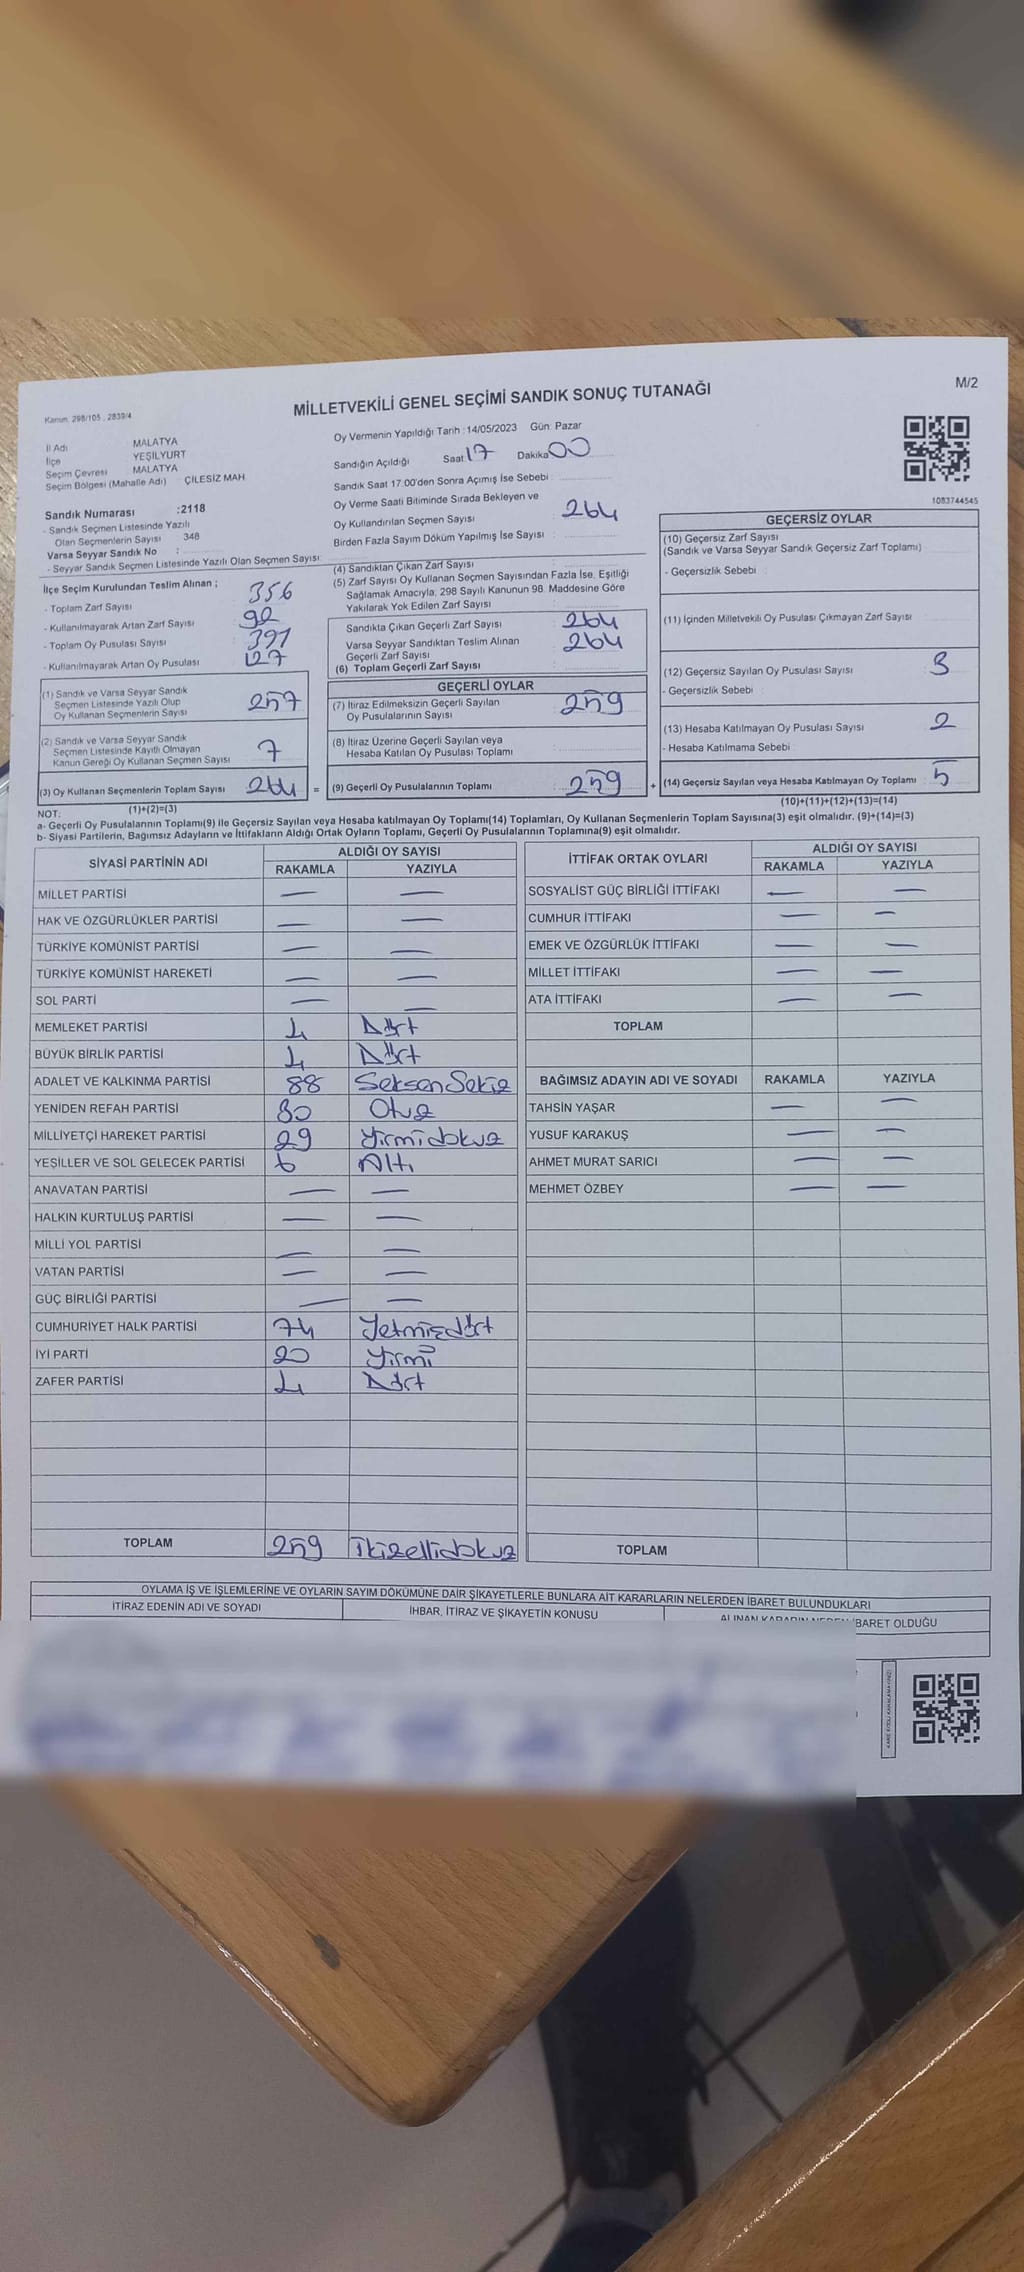 Kanun. 298/105 . 2839/4
MİLLETVEKİLİ GENEL SEÇİMİ SANDIK SONUÇ TUTANAĞI
M/2
İl Adı MALATYA
İlçe YEŞİLYURT
Seçim Çevresi MALATYA
Seçim Bölgesi (Mahalle Adı) ÇİLESİZ MAH
Sandık Numarası :2118
- Sandık Seçmen Listesinde Yazılı
Olan Seçmenlerin Sayısı 348
Varsa Seyyar Sandık No :
- Seyyar Sandık Seçmen Listesinde Yazılı Olan Seçmen Sayısı:
Oy Vermenin Yapıldığı Tarih : 14/05/2023 Gün: Pazar
Sandığın Açıldığı Saat 17 Dakika 00
Sandık Saat 17.00'den Sonra Açımış İse Sebebi :
Oy Verme Saati Bitiminde Sırada Bekleyen ve
Oy Kullandırılan Seçmen Sayısı : 264
Birden Fazla Sayım Döküm Yapılmış İse Sayısı :
1083744545
İlçe Seçim Kurulundan Teslim Alınan ;
- Toplam Zarf Sayısı 356
- Kullanılmayarak Artan Zarf Sayısı 92
- Toplam Oy Pusulası Sayısı 391
- Kullanılmayarak Artan Oy Pusulası 127
(1) Sandık ve Varsa Seyyar Sandık
Seçmen Listesinde Yazılı Olup
Oy Kullanan Seçmenlerin Sayısı 257
(2) Sandık ve Varsa Seyyar Sandık
Seçmen Listesinde Kayıtlı Olmayan
Kanun Gereği Oy Kullanan Seçmen Sayısı 7
(3) Oy Kullanan Seçmenlerin Toplam Sayısı 264 =
(1)+(2)=(3)
(4) Sandıktan Çıkan Zarf Sayısı
(5) Zarf Sayısı Oy Kullanan Seçmen Sayısından Fazla İse, Eşitliği
Sağlamak Amacıyla, 298 Sayılı Kanunun 98. Maddesine Göre
Yakılarak Yok Edilen Zarf Sayısı
Sandıkta Çıkan Geçerli Zarf Sayısı : 264
Varsa Seyyar Sandıktan Teslim Alınan
Geçerli Zarf Sayısı : 264
(6) Toplam Geçerli Zarf Sayısı :
GEÇERLİ OYLAR
(7) İtiraz Edilmeksizin Geçerli Sayılan
Oy Pusulalarının Sayısı : 259
(8) İtiraz Üzerine Geçerli Sayılan veya
Hesaba Katılan Oy Pusulası Toplamı :
(9) Geçerli Oy Pusulalarının Toplamı : 259 +
GEÇERSİZ OYLAR
(10) Geçersiz Zarf Sayısı :
(Sandık ve Varsa Seyyar Sandık Geçersiz Zarf Toplamı)
- Geçersizlik Sebebi :
(11) İçinden Milletvekili Oy Pusulası Çıkmayan Zarf Sayısı :
(12) Geçersiz Sayılan Oy Pusulası Sayısı : 3
- Geçersizlik Sebebi :
(13) Hesaba Katılmayan Oy Pusulası Sayısı : 2
- Hesaba Katılmama Sebebi :
(14) Geçersiz Sayılan veya Hesaba Katılmayan Oy Toplamı : 5
(10)+(11)+(12)+(13)=(14)
NOT:
a- Geçerli Oy Pusulalarının Toplamı(9) ile Geçersiz Sayılan veya Hesaba katılmayan Oy Toplamı(14) Toplamları, Oy Kullanan Seçmenlerin Toplam Sayısına(3) eşit olmalıdır. (9)+(14)=(3)
b- Siyasi Partilerin, Bağımsız Adayların ve İttifakların Aldığı Ortak Oyların Toplamı, Geçerli Oy Pusulalarının Toplamına(9) eşit olmalıdır.
SİYASİ PARTİNİN ADI ALDIĞI OY SAYISI
RAKAMLA YAZIYLA
MİLLET PARTİSİ — —
HAK VE ÖZGÜRLÜKLER PARTİSİ — —
TÜRKİYE KOMÜNİST PARTİSİ — —
TÜRKİYE KOMÜNİST HAREKETİ — —
SOL PARTİ — —
MEMLEKET PARTİSİ 4 Dört
BÜYÜK BİRLİK PARTİSİ 4 Dört
ADALET VE KALKINMA PARTİSİ 88 Seksen Sekiz
YENİDEN REFAH PARTİSİ 30 Otuz
MİLLİYETÇİ HAREKET PARTİSİ 29 Yirmidokuz
YEŞİLLER VE SOL GELECEK PARTİSİ 6 Altı
ANAVATAN PARTİSİ — —
HALKIN KURTULUŞ PARTİSİ — —
MİLLİ YOL PARTİSİ — —
VATAN PARTİSİ — —
GÜÇ BİRLİĞİ PARTİSİ — —
CUMHURİYET HALK PARTİSİ 74 Yetmişdört
İYİ PARTİ 20 Yirmi
ZAFER PARTİSİ 4 Dört
TOPLAM 259 İkizellidokuz
İTTİFAK ORTAK OYLARI ALDIĞI OY SAYISI
RAKAMLA YAZIYLA
SOSYALİST GÜÇ BİRLİĞİ İTTİFAKI — —
CUMHUR İTTİFAKI — —
EMEK VE ÖZGÜRLÜK İTTİFAKI — —
MİLLET İTTİFAKI — —
ATA İTTİFAKI — —
TOPLAM
BAĞIMSIZ ADAYIN ADI VE SOYADI RAKAMLA YAZIYLA
TAHSİN YAŞAR — —
YUSUF KARAKUŞ — —
AHMET MURAT SARICI — —
MEHMET ÖZBEY — —
TOPLAM
OYLAMA İŞ VE İŞLEMLERİNE VE OYLARIN SAYIM DÖKÜMÜNE DAİR ŞİKAYETLERLE BUNLARA AİT KARARLARIN NELERDEN İBARET BULUNDUKLARI
İTİRAZ EDENİN ADI VE SOYADI İHBAR, İTİRAZ VE ŞİKAYETİN KONUSU ALINAN KARARIN NEDEN İBARET OLDUĞU